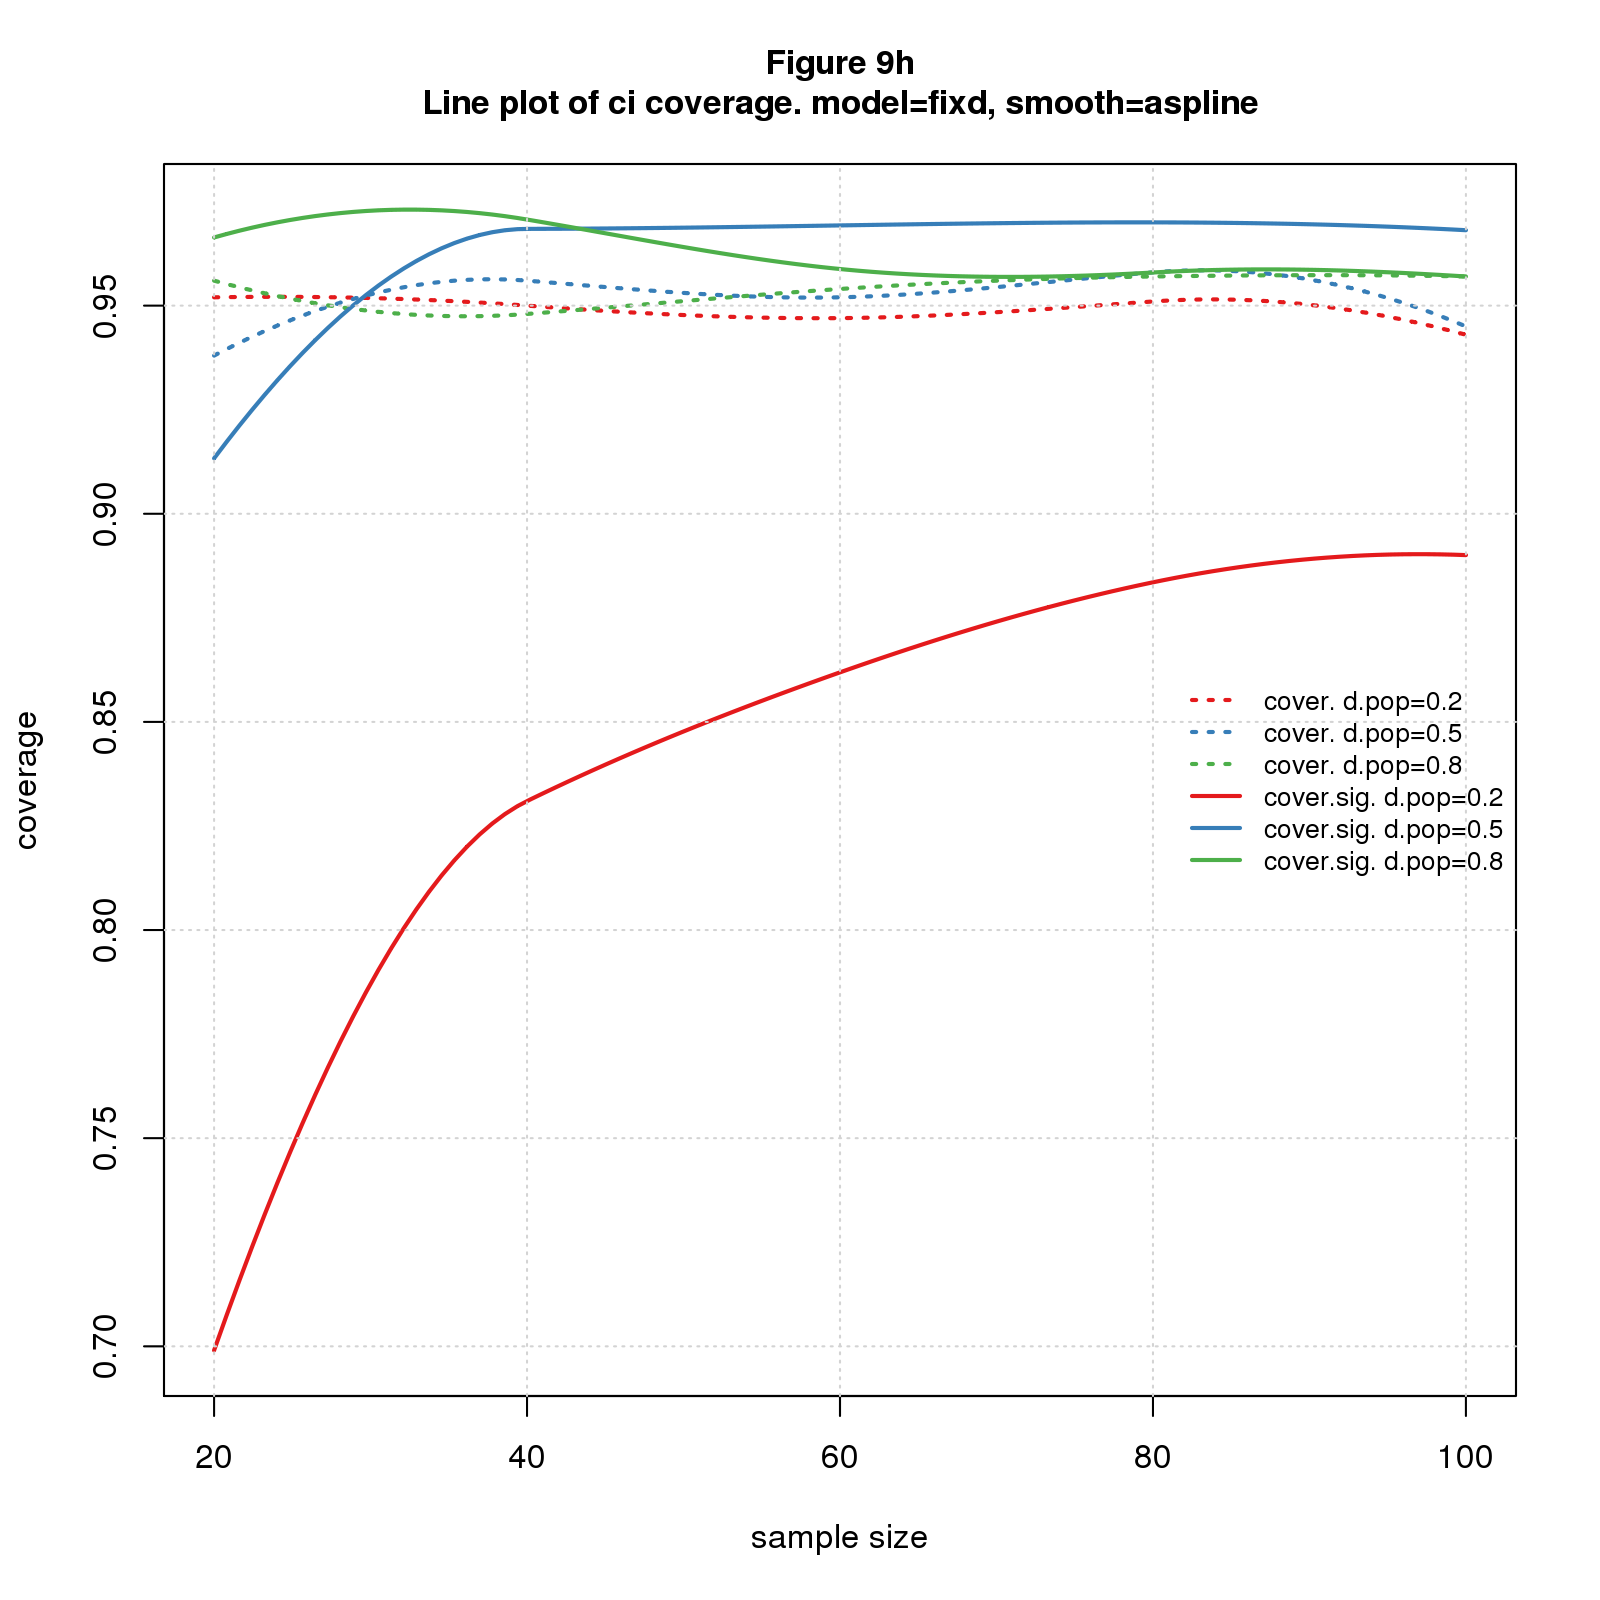 Figure 9h
Line plot of ci coverage. model=fixd, smooth=aspline
coverage
0.95
0.90
0.85
0.80
0.75
0.70
cover. d.pop=0.2
cover. d.pop=0.5
cover. d.pop=0.8
cover.sig. d.pop=0.2
cover.sig. d.pop=0.5
cover.sig. d.pop=0.8
20 40 60 80 100
sample size